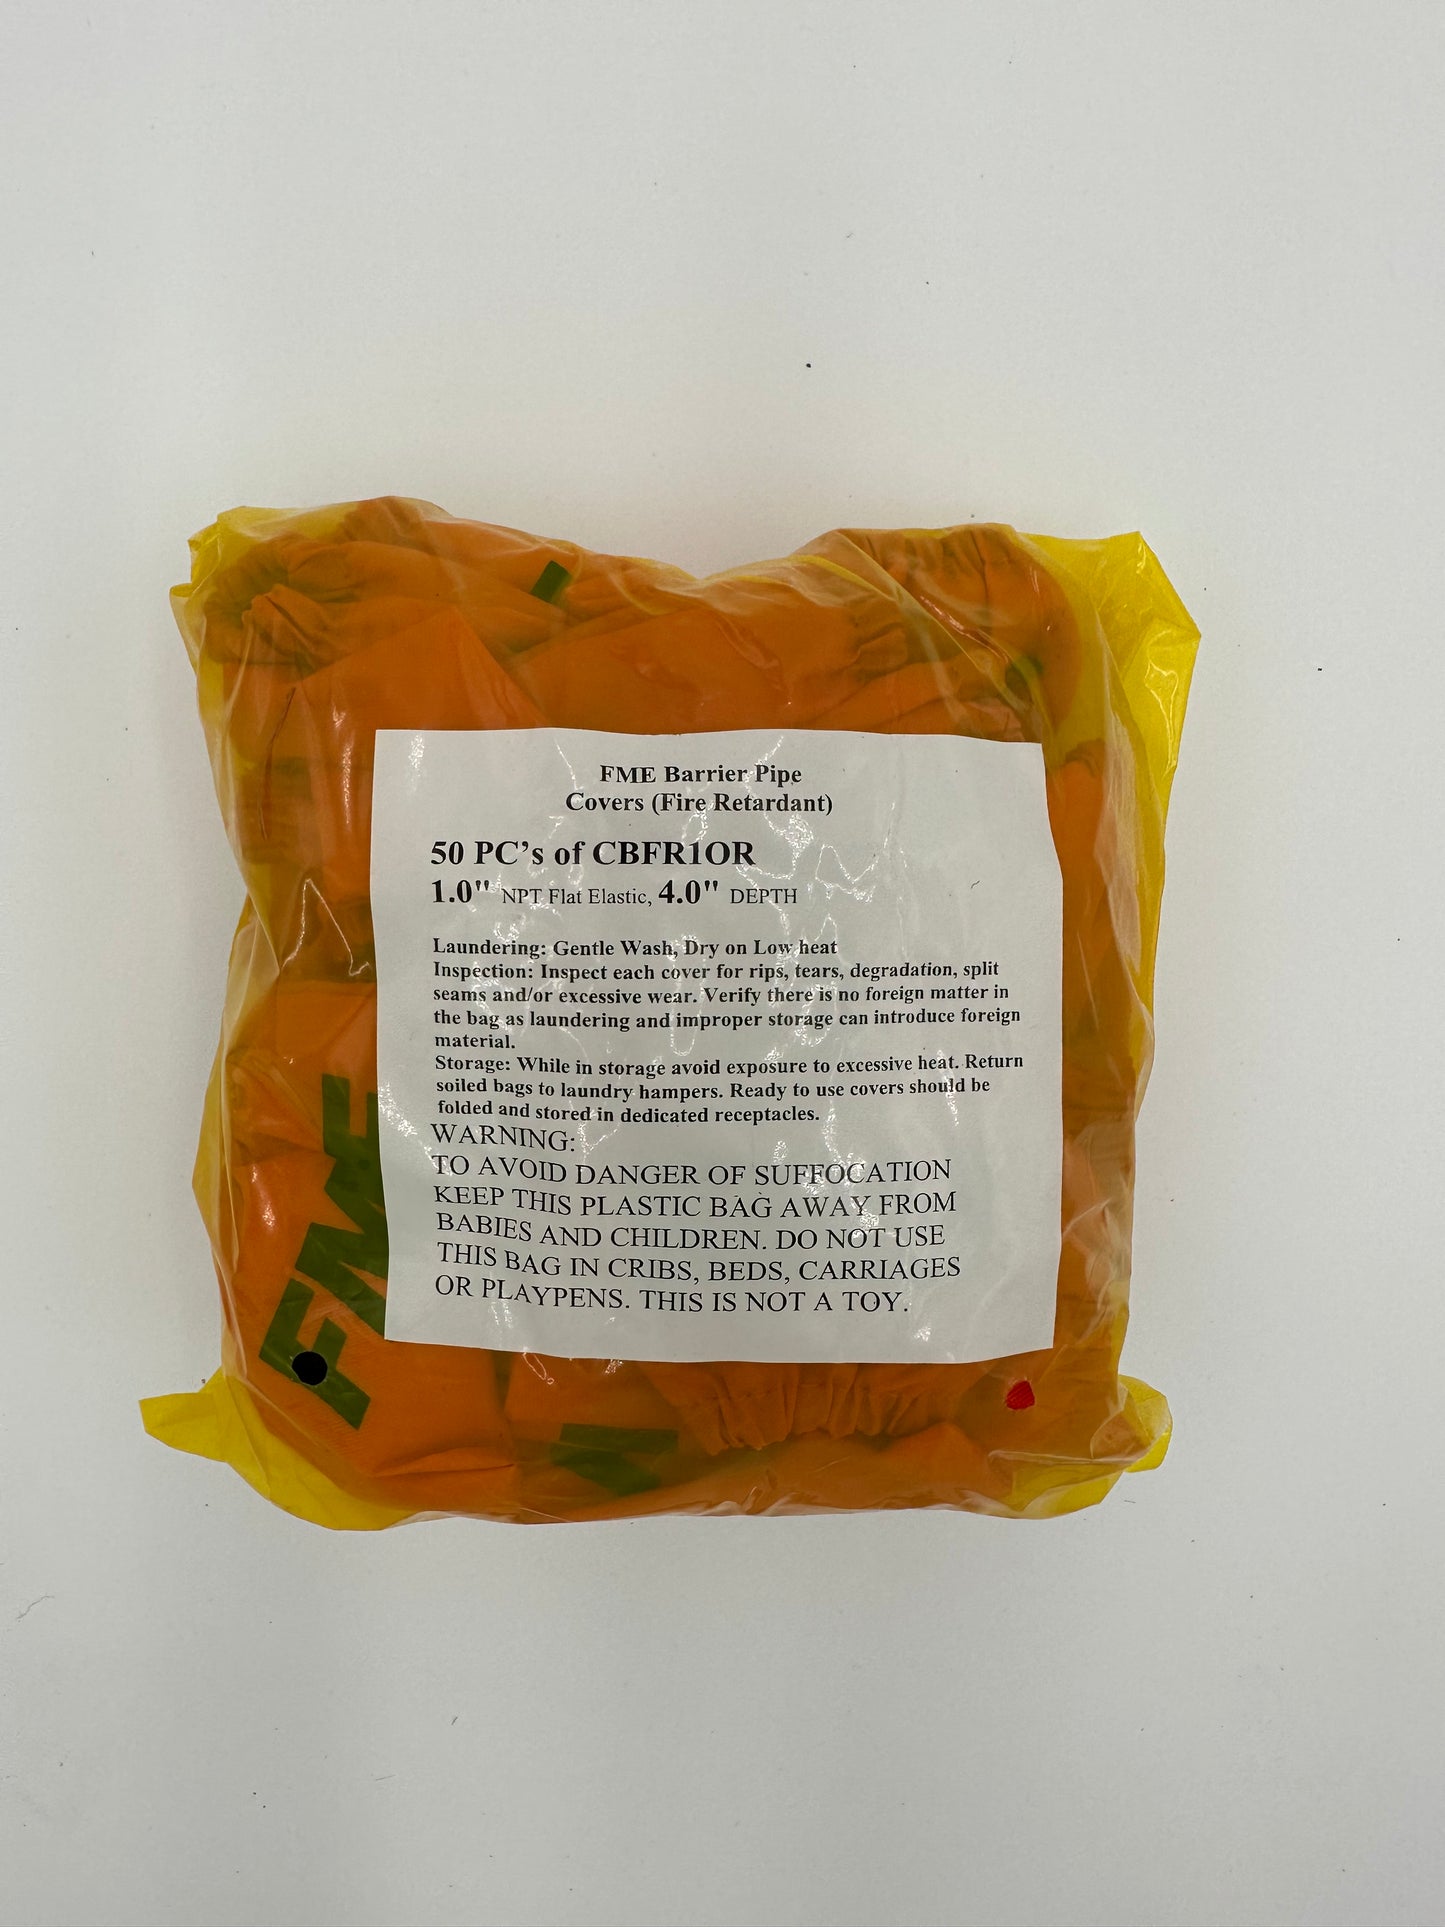 FME Barrier Pipe
Covers (Fire Retardant)
50 PC's of CBFR1OR
1.0" NPT Flat Elastic, 4.0" DEPTH
Laundering: Gentle Wash, Dry on Low heat
Inspection: Inspect each cover for rips, tears, degradation, split
seams and/or excessive wear. Verify there is no foreign matter in
the bag as laundering and improper storage can introduce foreign
material.
Storage: While in storage avoid exposure to excessive heat. Return
soiled bags to laundry hampers. Ready to use covers should be
folded and stored in dedicated receptacles.
WARNING:
TO AVOID DANGER OF SUFFOCATION
KEEP THIS PLASTIC BAG AWAY FROM
BABIES AND CHILDREN. DO NOT USE
THIS BAG IN CRIBS, BEDS, CARRIAGES
OR PLAYPENS. THIS IS NOT A TOY.
FME